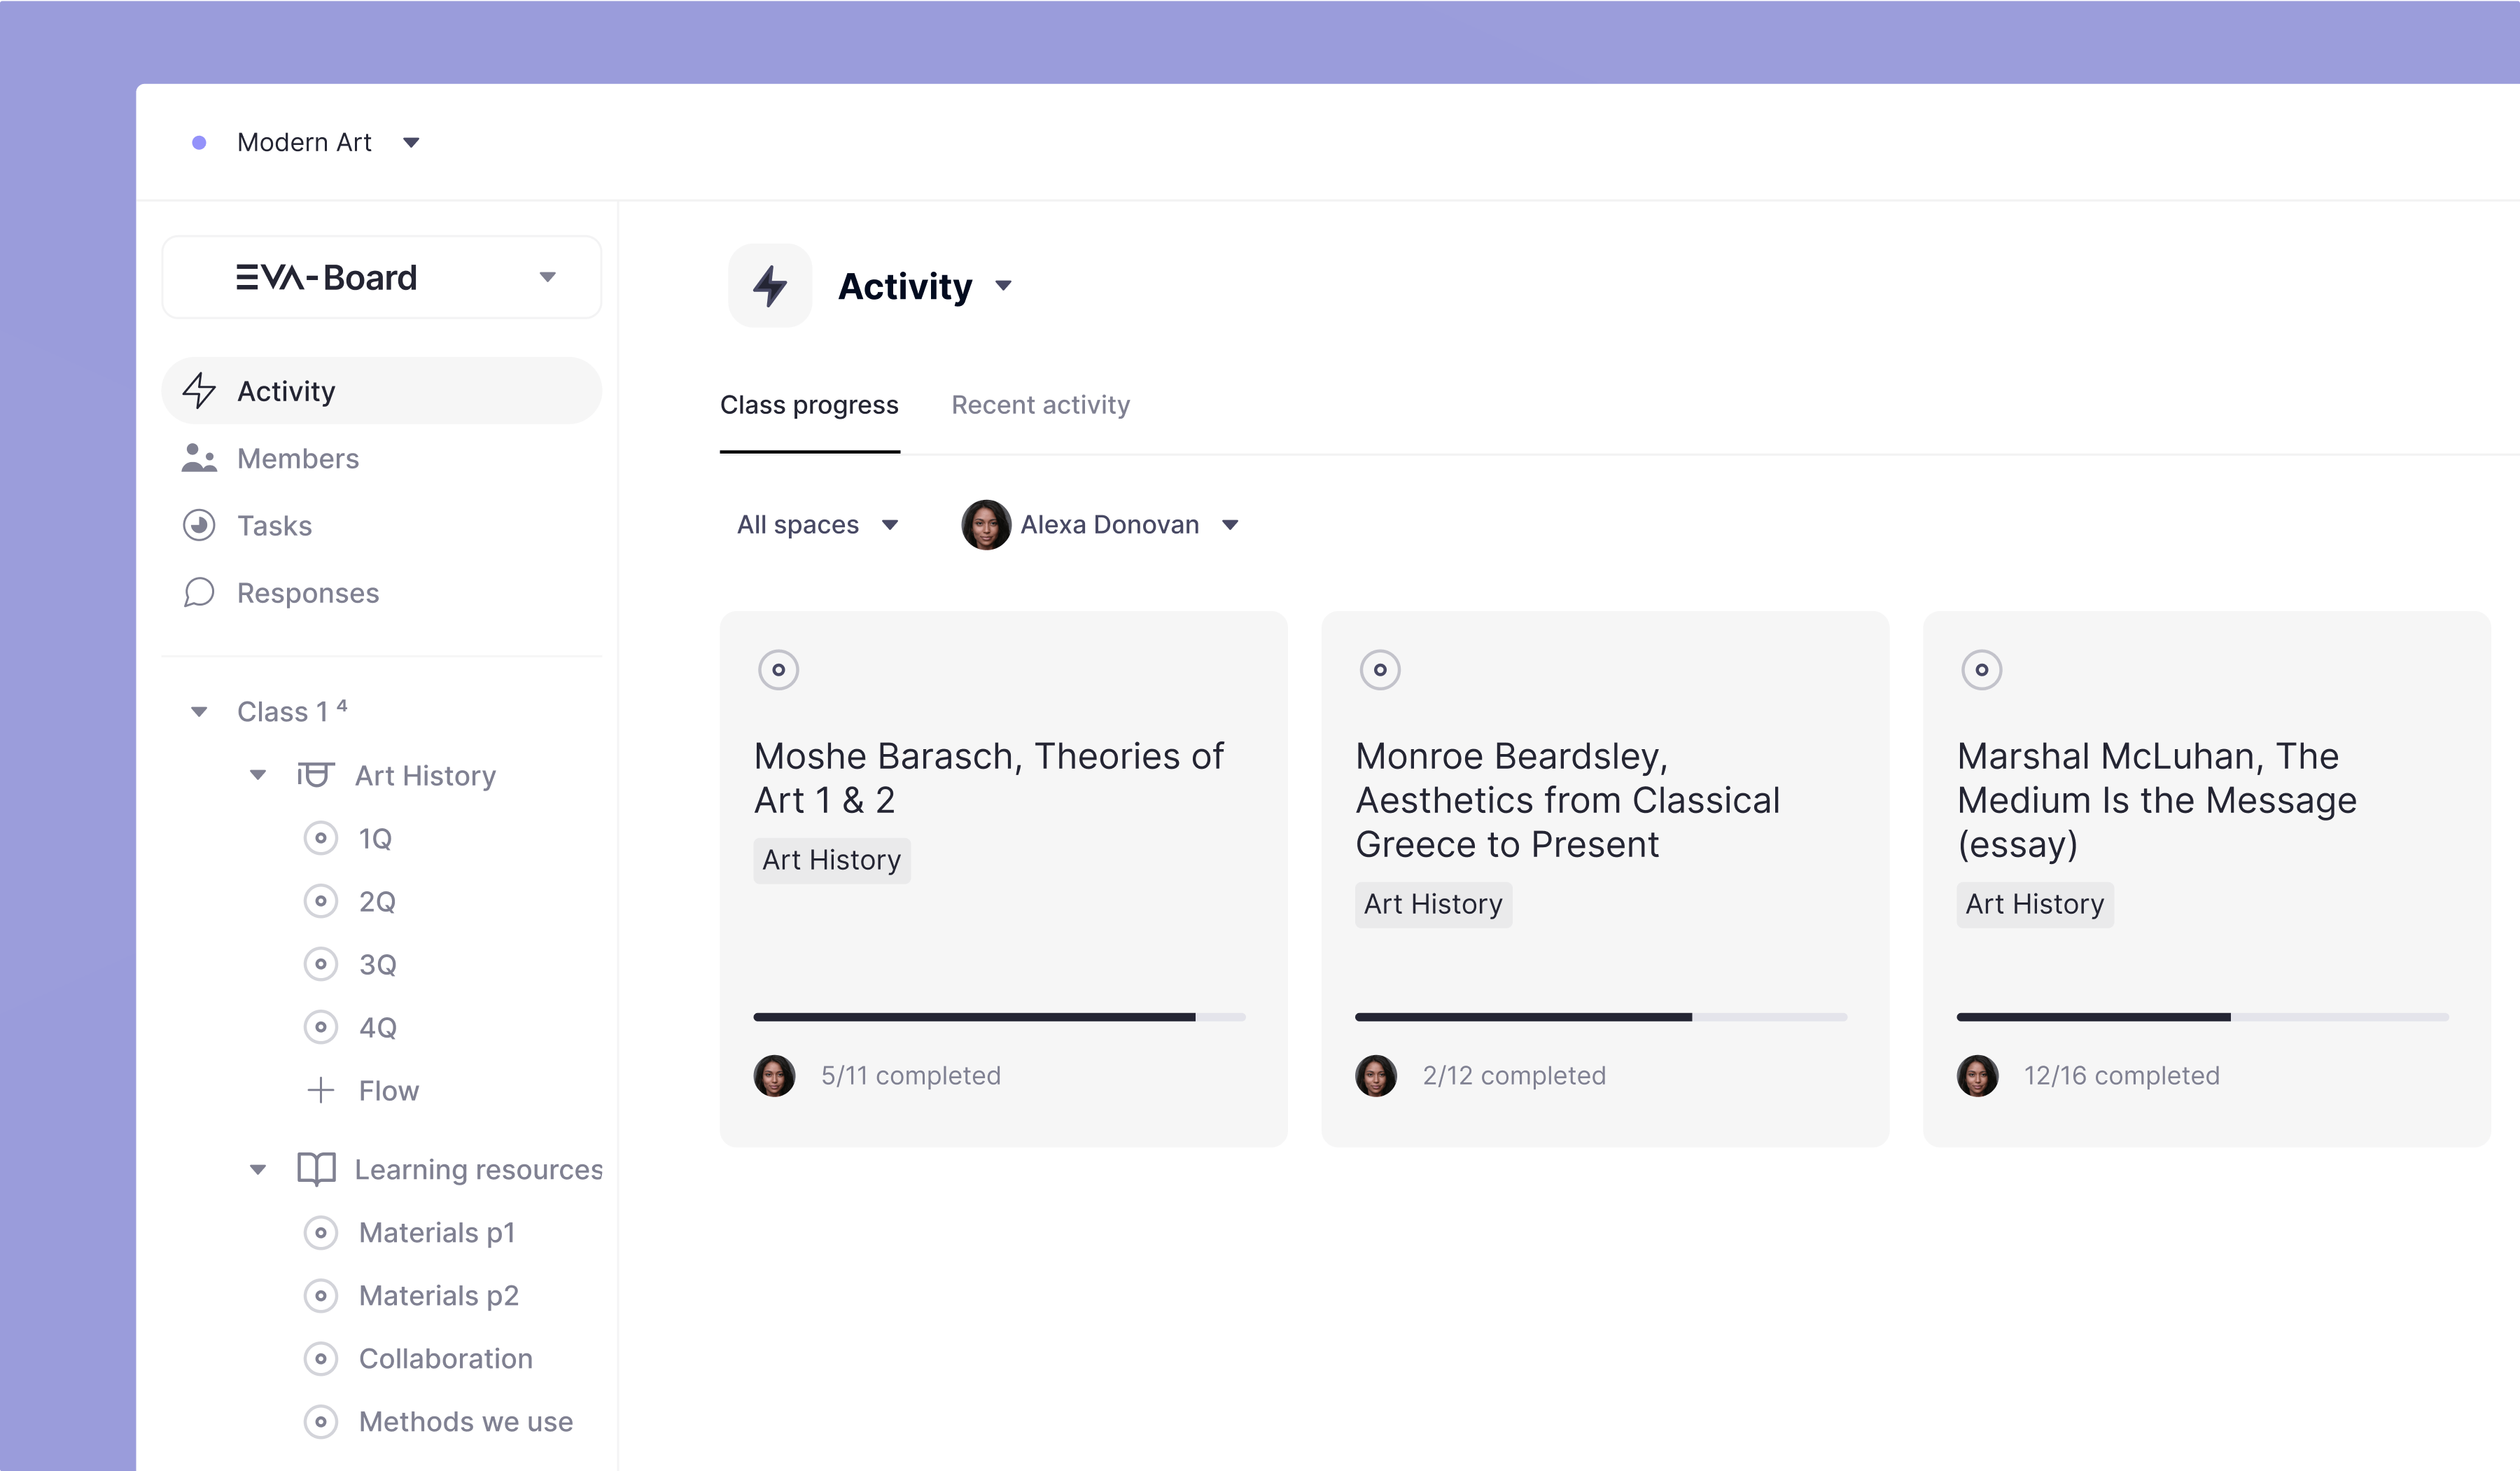 Modern Art
EVA-Board
Activity
Members
Tasks
Responses
Class 1 4
Art History
1Q
2Q
3Q
4Q
Flow
Learning resources
Materials p1
Materials p2
Collaboration
Methods we use
Activity
Class progress
Recent activity
All spaces
Alexa Donovan
Moshe Barasch, Theories of
Art 1 & 2
Art History
5/11 completed
Monroe Beardsley,
Aesthetics from Classical
Greece to Present
Art History
2/12 completed
Marshal McLuhan, The
Medium Is the Message
(essay)
Art History
12/16 completed